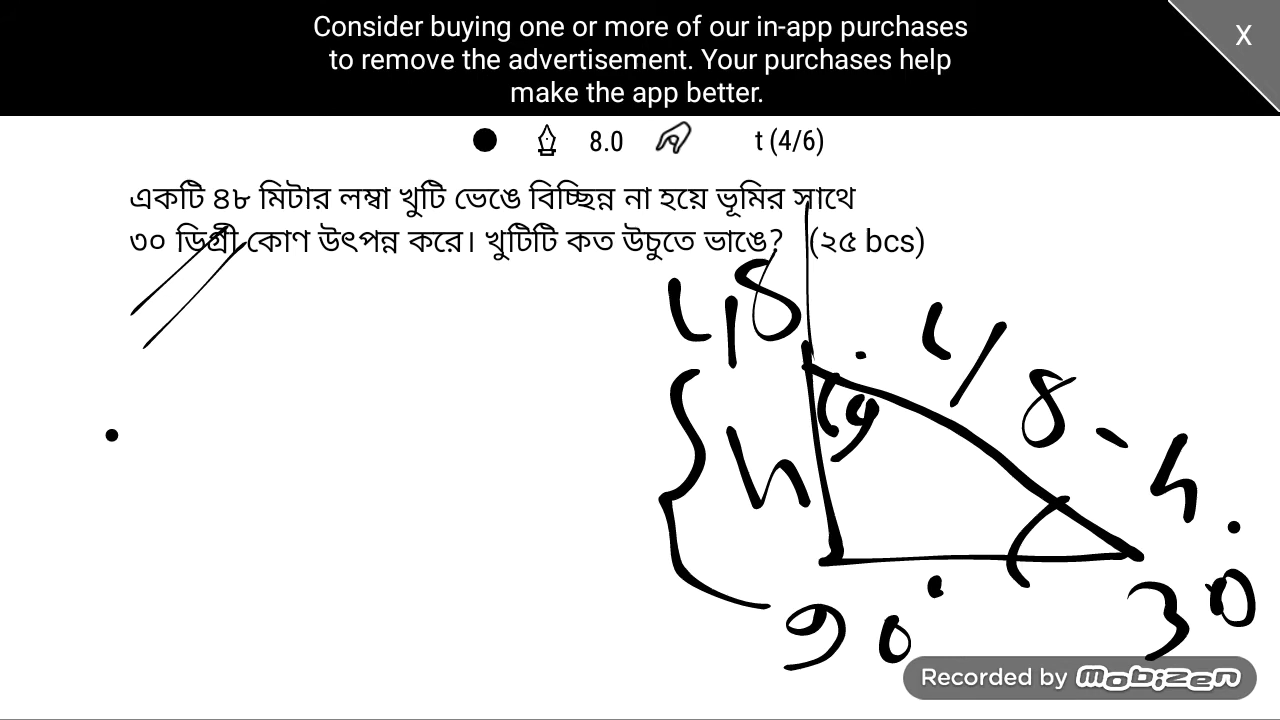 Consider buying one or more of our in-app purchases
to remove the advertisement. Your purchases help
make the app better.
X
8.0 t (4/6)
একটি ৪৮ মিটার লম্বা খুটি ভেঙে বিচ্ছিন্ন না হয়ে ভূমির সাথে
৩০ ডিগ্রী কোণ উৎপন্ন করে। খুটিটি কত উচুতে ভাঙে? (২৫ bcs)
48
48-h
h
90°
30
Recorded by Mobizen